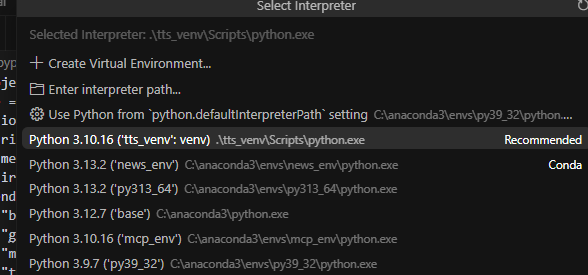 Select Interpreter
Selected Interpreter: .\tts_venv\Scripts\python.exe
+ Create Virtual Environment...
Enter interpreter path...
Use Python from `python.defaultInterpreterPath` setting C:\anaconda3\envs\py39_32\python....
Python 3.10.16 ('tts_venv': venv) .\tts_venv\Scripts\python.exe Recommended
Python 3.13.2 ('news_env') C:\anaconda3\envs\news_env\python.exe Conda
Python 3.13.2 ('py313_64') C:\anaconda3\envs\py313_64\python.exe
Python 3.12.7 ('base') C:\anaconda3\python.exe
Python 3.10.16 ('mcp_env') C:\anaconda3\envs\mcp_env\python.exe
Python 3.9.7 ('py39_32') C:\anaconda3\envs\py39_32\python.exe